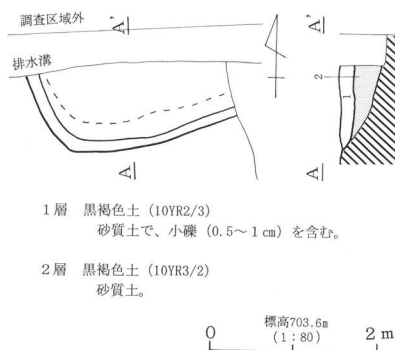 調査区域外
排水溝
A'
A
A'
A
2
1
1層 黒褐色土 (10YR2/3)
砂質土で、小礫 (0.5~1㎝) を含む。
2層 黒褐色土 (10YR3/2)
砂質土。
標高703.6m
(1:80)
0 2m